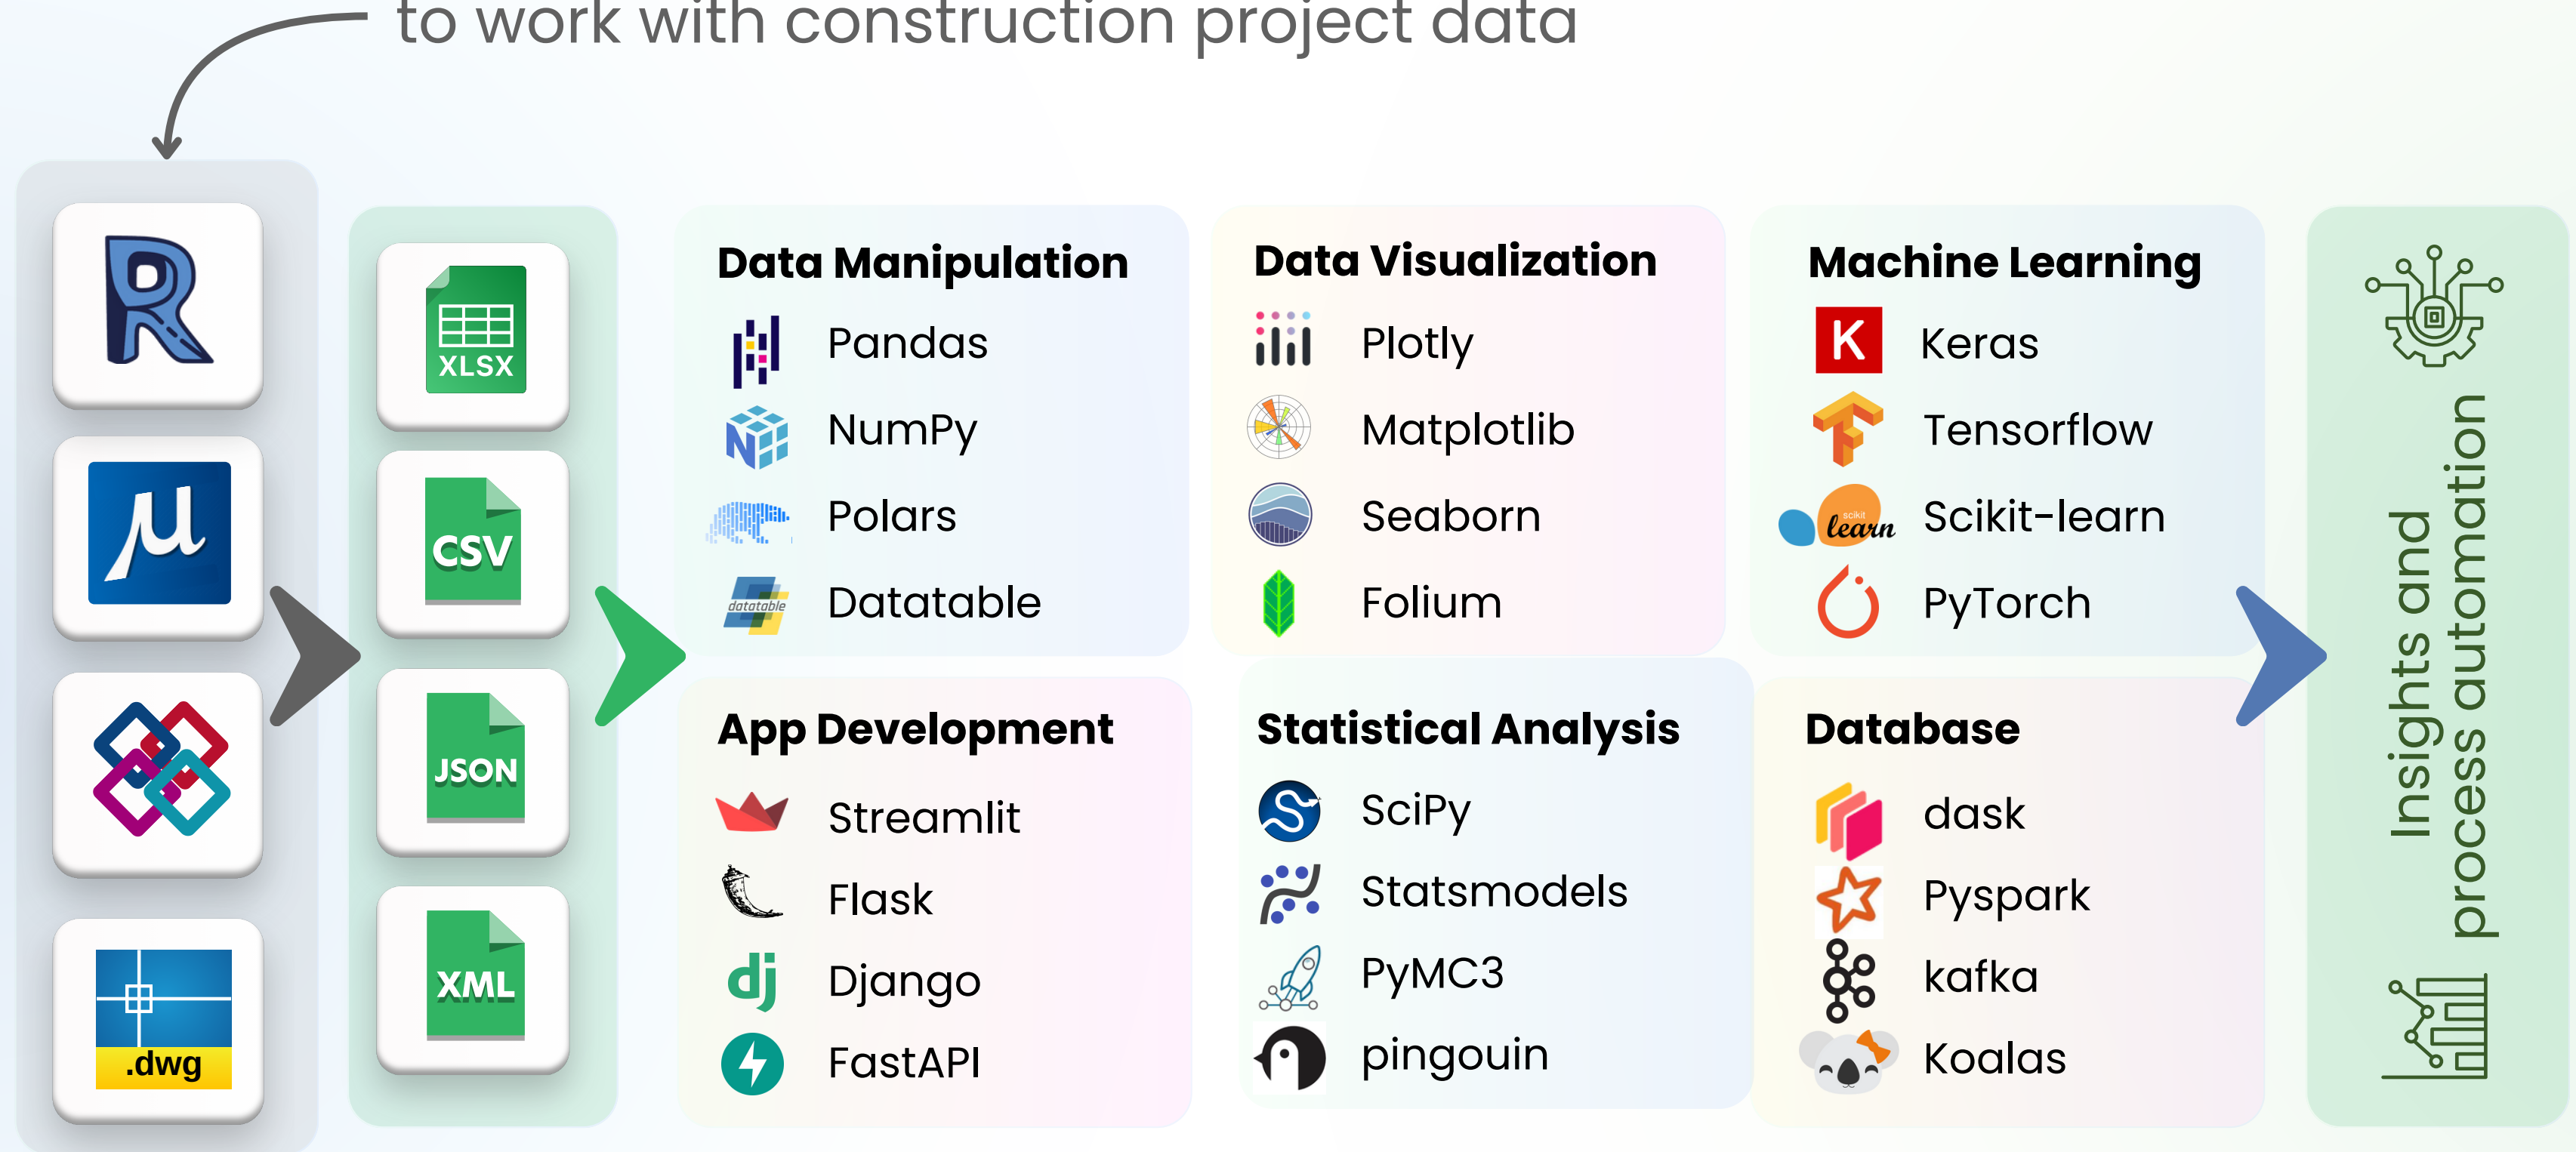 to work with construction project data
XLSX
CSV
JSON
XML
.dwg
Data Manipulation
Pandas
NumPy
Polars
datatable
Datatable
Data Visualization
Plotly
Matplotlib
Seaborn
Folium
Machine Learning
K
Keras
Tensorflow
scikit
learn
Scikit-learn
PyTorch
App Development
Streamlit
Flask
dj
Django
FastAPI
Statistical Analysis
SciPy
Statsmodels
PyMC3
pingouin
Database
dask
Pyspark
kafka
Koalas
Insights and
process automation
R
μ
N